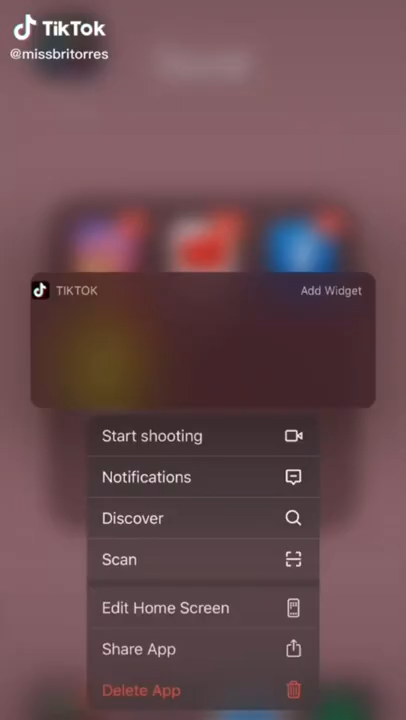 TikTok
@missbritorres
TIKTOK
Add Widget
Start shooting
Notifications
Discover
Scan
Edit Home Screen
Share App
Delete App